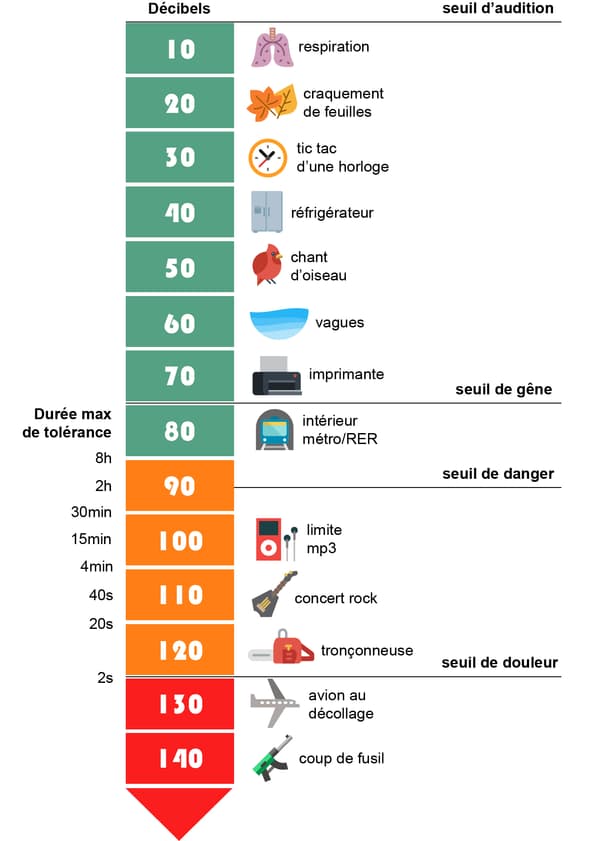 Décibels
seuil d’audition
10
respiration
20
craquement
de feuilles
30
tic tac
d’une horloge
40
réfrigérateur
50
chant
d’oiseau
60
vagues
70
imprimante
seuil de gêne
Durée max
de tolérance
80
intérieur
métro/RER
8h
seuil de danger
2h
90
30min
15min
100
limite
mp3
4min
40s
110
concert rock
20s
120
tronçonneuse
seuil de douleur
2s
130
avion au
décollage
140
coup de fusil